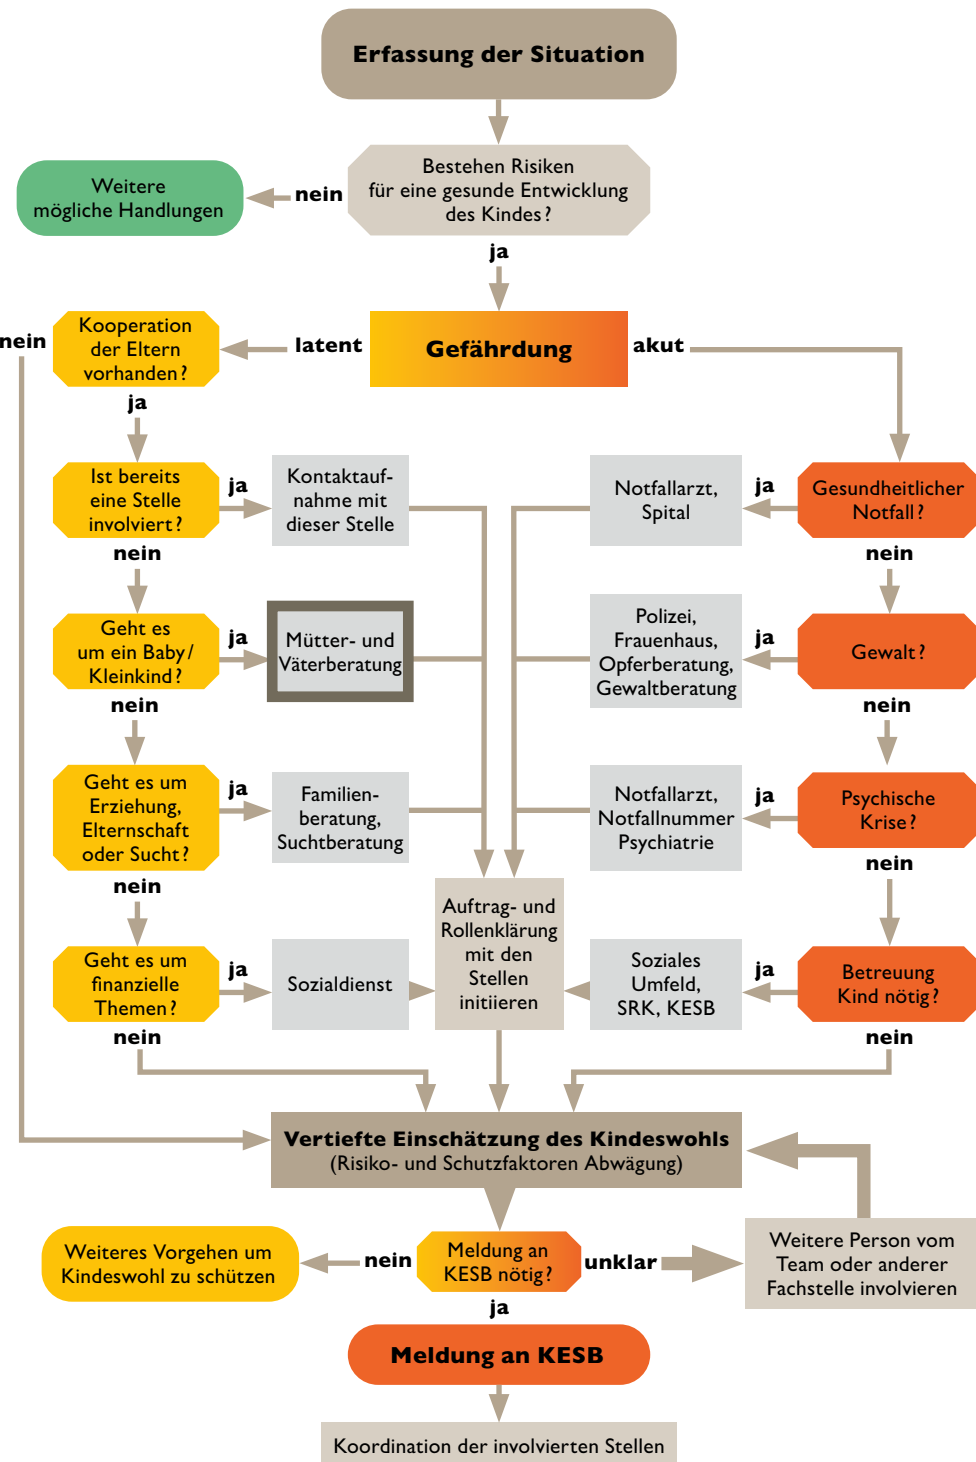 Erfassung der Situation
Bestehen Risiken
für eine gesunde Entwicklung
des Kindes?
nein
Weitere
mögliche Handlungen
ja
nein
Kooperation
der Eltern
vorhanden?
latent
Gefährdung
akut
ja
Ist bereits
eine Stelle
involviert?
ja
Kontaktauf-
nahme mit
dieser Stelle
Notfallarzt,
Spital
ja
Gesundheitlicher
Notfall?
nein
nein
Geht es
um ein Baby/
Kleinkind?
ja
Mütter- und
Väterberatung
Polizei,
Frauenhaus,
Opferberatung,
Gewaltberatung
ja
Gewalt?
nein
nein
Geht es um
Erziehung,
Elternschaft
oder Sucht?
ja
Familien-
beratung,
Suchtberatung
Notfallarzt,
Notfallnummer
Psychiatrie
ja
Psychische
Krise?
nein
nein
Geht es um
finanzielle
Themen?
ja
Sozialdienst
Auftrag- und
Rollenklärung
mit den
Stellen
initiieren
Soziales
Umfeld,
SRK, KESB
ja
Betreuung
Kind nötig?
nein
nein
Vertiefte Einschätzung des Kindeswohls
(Risiko- und Schutzfaktoren Abwägung)
Weiteres Vorgehen um
Kindeswohl zu schützen
nein
Meldung an
KESB nötig?
unklar
Weitere Person vom
Team oder anderer
Fachstelle involvieren
ja
Meldung an KESB
Koordination der involvierten Stellen